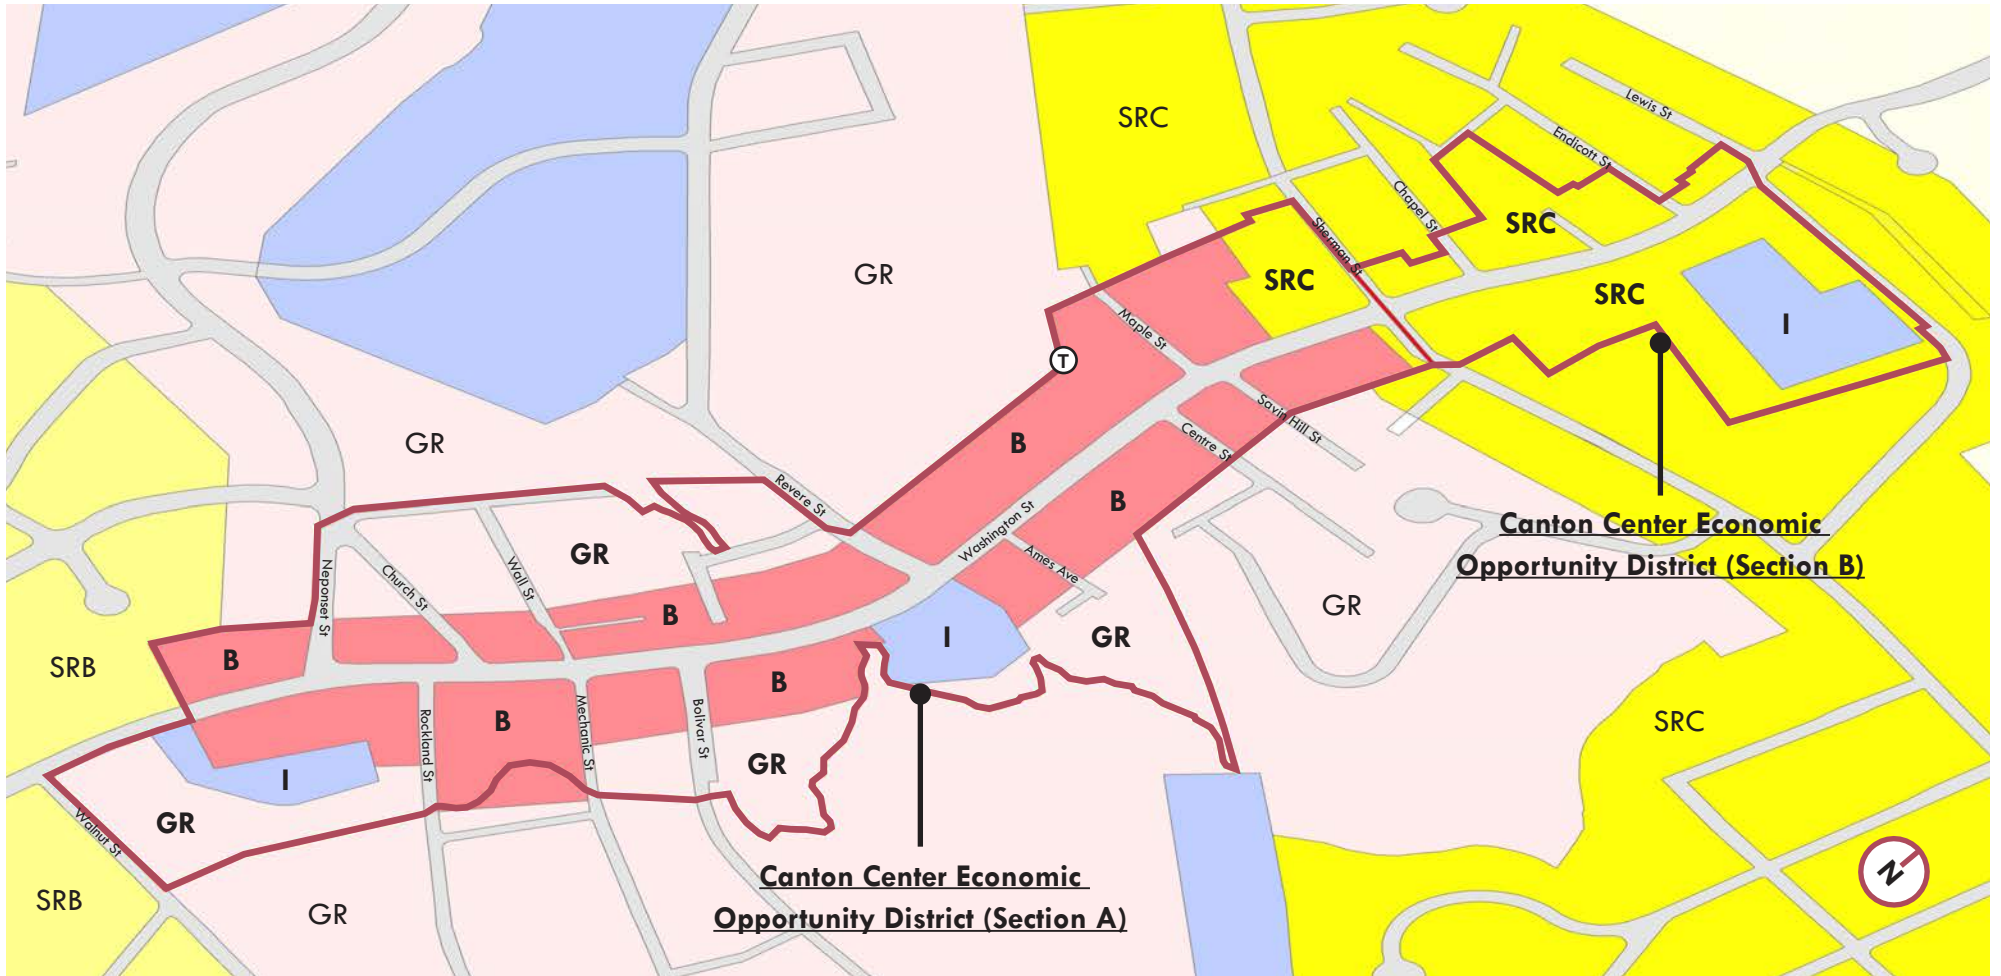 SRC
Lewis St
Endicott St
Chapel St
SRC
Sherman St
GR
SRC
SRC
I
Maple St
T
Savin Hill St
Centre St
GR
B
B
Revere St
Washington St
Ames Ave
GR
Wall St
Church St
Neponset St
Canton Center Economic
Opportunity District (Section B)
GR
B
I
GR
SRB
B
B
B
Rockland St
Mechanic St
Bolivar St
SRC
I
GR
GR
Walnut St
Canton Center Economic
Opportunity District (Section A)
SRB
GR
N